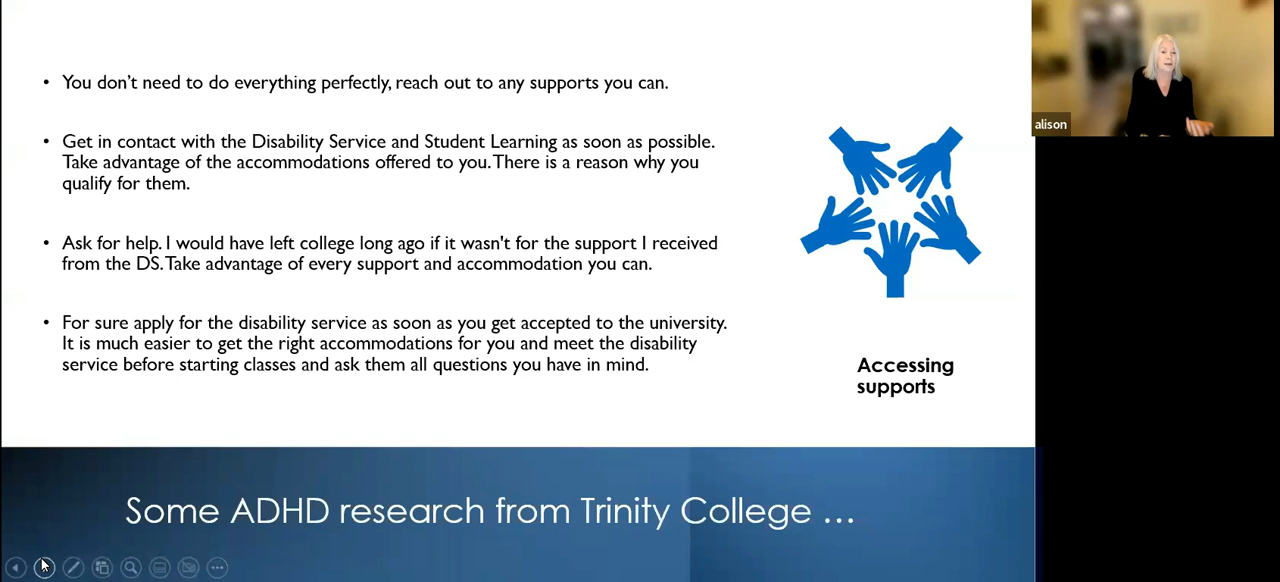 • You don't need to do everything perfectly, reach out to any supports you can.
• Get in contact with the Disability Service and Student Learning as soon as possible.
Take advantage of the accommodations offered to you. There is a reason why you
qualify for them.
• Ask for help. I would have left college long ago if it wasn't for the support I received
from the DS. Take advantage of every support and accommodation you can.
• For sure apply for the disability service as soon as you get accepted to the university.
It is much easier to get the right accommodations for you and meet the disability
service before starting classes and ask them all questions you have in mind.
Accessing
supports
Some ADHD research from Trinity College ...
alison